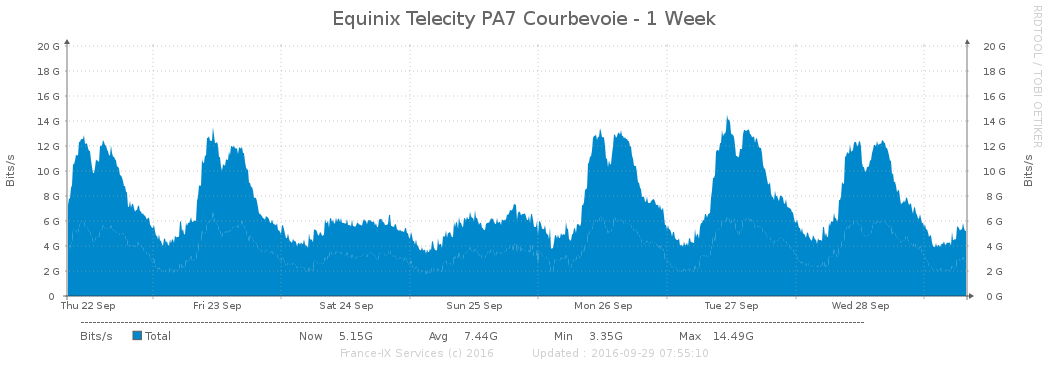 Equinix Telecity PA7 Courbevoie - 1 Week
RRDTOOL / TOBI OETIKER
Bits/s
20 G
18 G
16 G
14 G
12 G
10 G
8 G
6 G
4 G
2 G
0
20 G
18 G
16 G
14 G
12 G
10 G
8 G
6 G
4 G
2 G
0 G
Bits/s
Thu 22 Sep Fri 23 Sep Sat 24 Sep Sun 25 Sep Mon 26 Sep Tue 27 Sep Wed 28 Sep
Bits/s Total Now 5.15G Avg 7.44G Min 3.35G Max 14.49G
France-IX Services (c) 2016 Updated : 2016-09-29 07:55:10